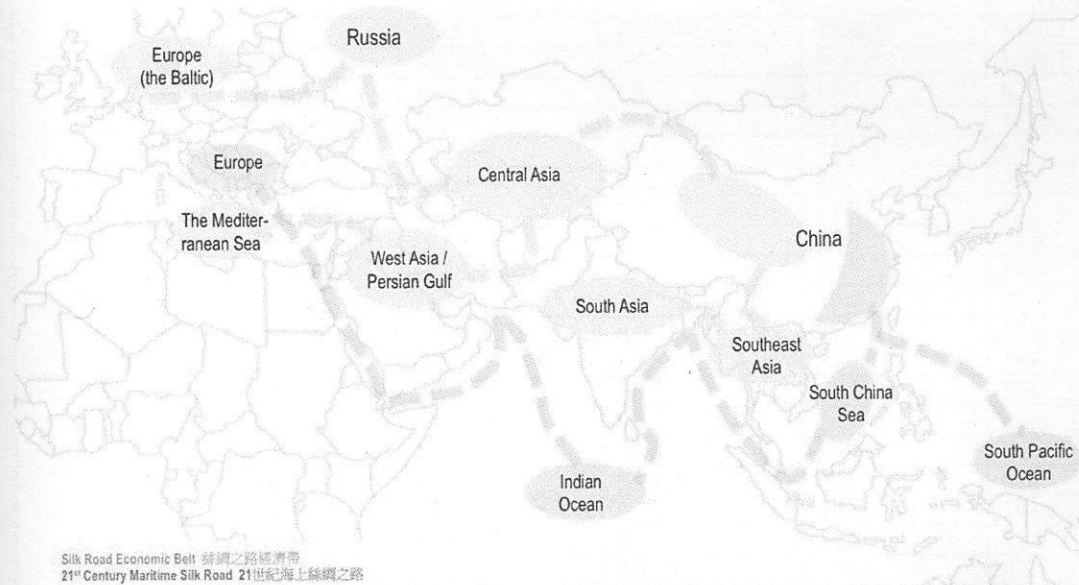 Europe
(the Baltic)
Russia
Europe
Central Asia
The Mediter-
ranean Sea
West Asia /
Persian Gulf
China
South Asia
Southeast
Asia
South China
Sea
South Pacific
Ocean
Indian
Ocean
Silk Road Economic Belt 絲綢之路經濟帶
21st Century Maritime Silk Road 21世紀海上絲綢之路